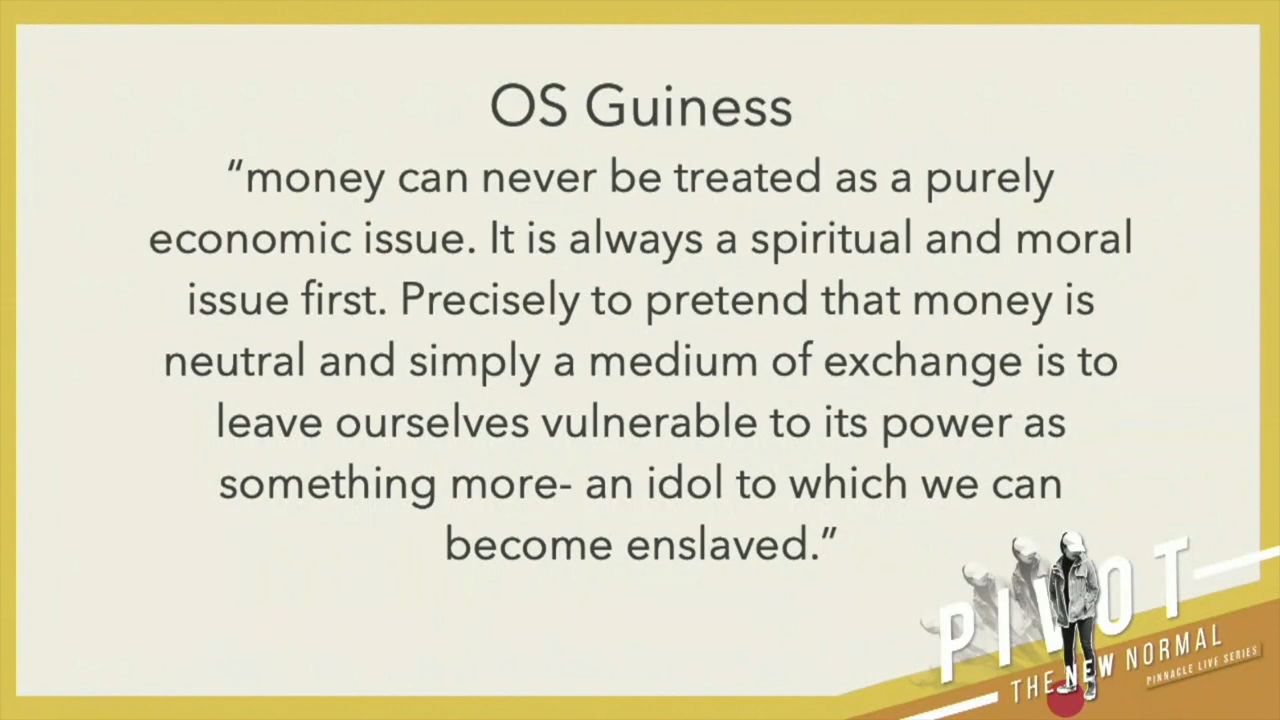 OS Guiness
“money can never be treated as a purely
economic issue. It is always a spiritual and moral
issue first. Precisely to pretend that money is
neutral and simply a medium of exchange is to
leave ourselves vulnerable to its power as
something more- an idol to which we can
become enslaved.”
PIVOT
THE NEW NORMAL
PINNACLE LIVE SERIES